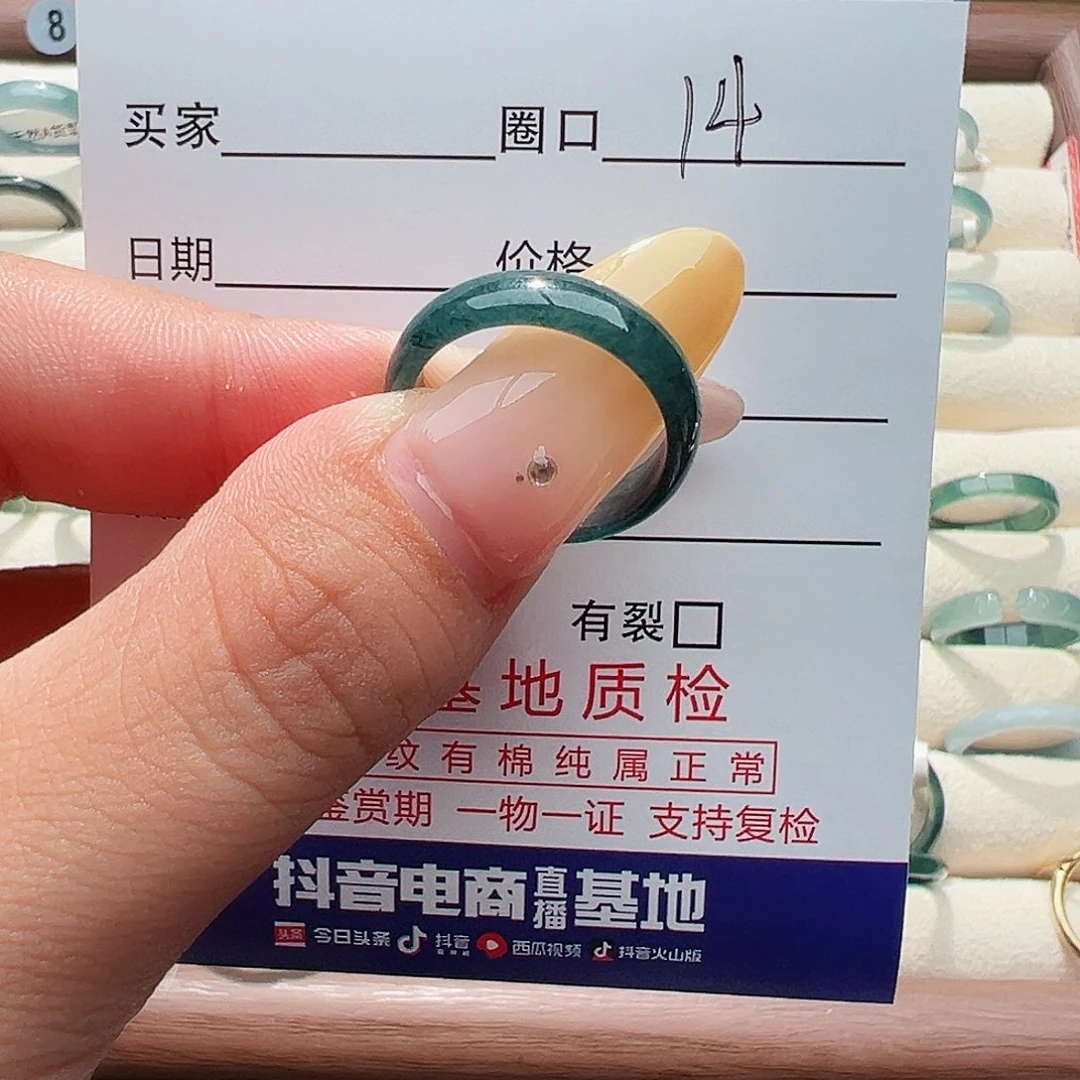 8
买家 圈口 14
日期 价格
有裂
地质检
纹有棉纯属正常
鉴赏期 一物一证 支持复检
抖音电商直播基地
头条 今日头条 抖音 西瓜视频 抖音火山版